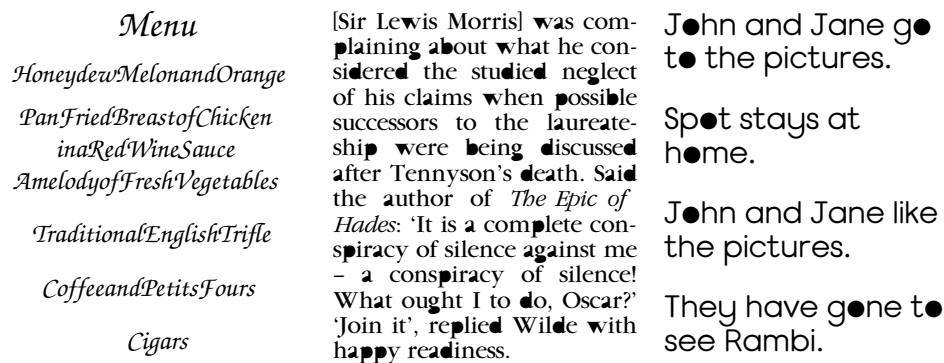 Menu
HoneydewMelonandOrange
PanFriedBreastofChicken
inaRedWineSauce
AmelodyofFreshVegetables
TraditionalEnglishTrifle
CoffeeandPetitsFours
Cigars
[Sir Lewis Morris] was com-
plaining about what he con-
sidered the studied neglect
of his claims when possible
successors to the laureate-
ship were being discussed
after Tennyson’s death. Said
the author of The Epic of
Hades: ‘It is a complete con-
spiracy of silence against me
– a conspiracy of silence!
What ought I to do, Oscar?’
‘Join it’, replied Wilde with
happy readiness.
John and Jane go
to the pictures.
Spot stays at
home.
John and Jane like
the pictures.
They have gone to
see Rambi.